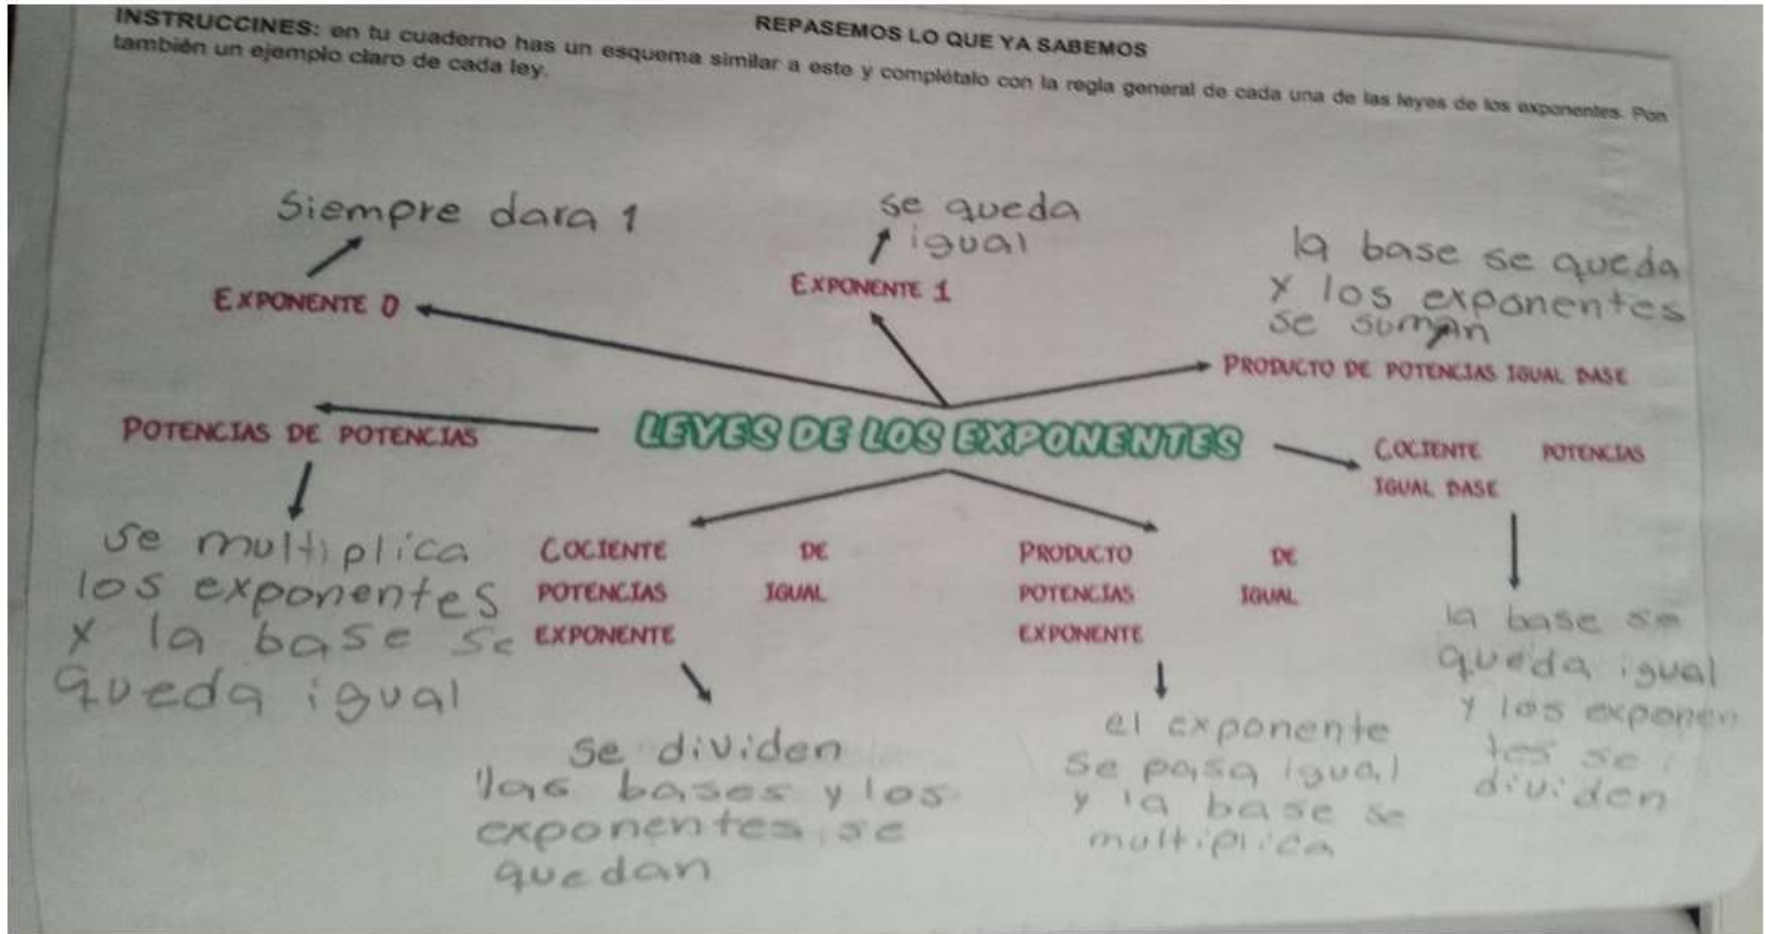 REPASEMOS LO QUE YA SABEMOS
INSTRUCCINES: en tu cuaderno has un esquema similar a este y complétalo con la regla general de cada una de las leyes de los exponentes. Pon
también un ejemplo claro de cada ley.
Siempre dara 1
EXPONENTE 0
se queda
igual
EXPONENTE 1
la base se queda
y los exponentes
se suman
PRODUCTO DE POTENCIAS IGUAL BASE
POTENCIAS DE POTENCIAS
LEYES DE LOS EXPONENTES
COCIENTE POTENCIAS
IGUAL BASE
se multiplica
los exponentes
y la base se
queda igual
COCIENTE DE
POTENCIAS IGUAL
EXPONENTE
se dividen
las bases y los
exponentes se
quedan
PRODUCTO DE
POTENCIAS IGUAL
EXPONENTE
el exponente
se pasa igual
y la base se
multiplica
la base se
queda igual
y los exponen
tes se
dividen